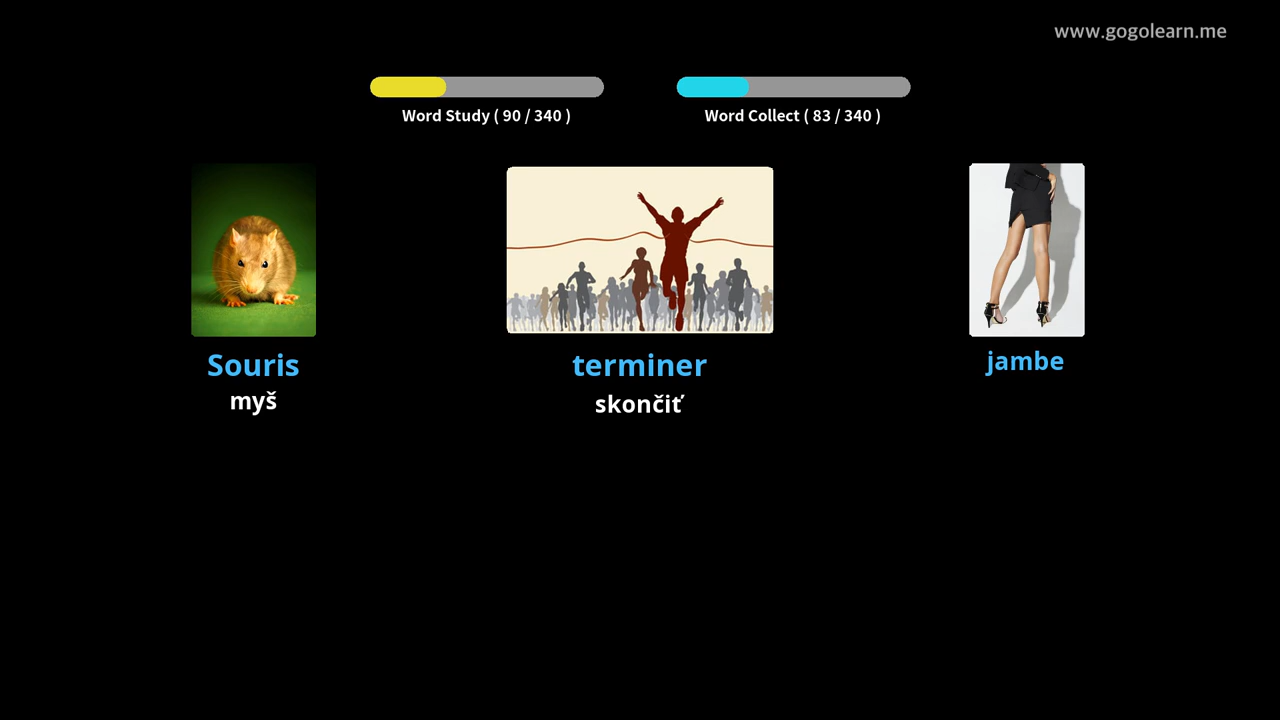 www.gogolearn.me
Word Study ( 90 / 340 )
Word Collect ( 83 / 340 )
Souris
myš
terminer
skončiť
jambe